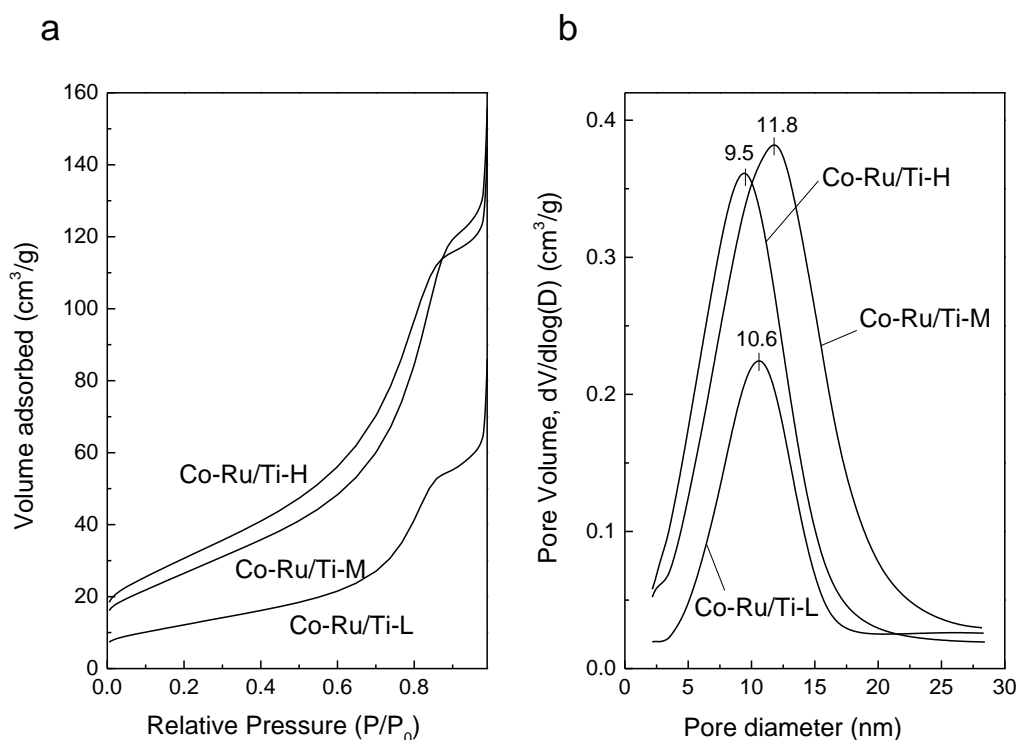 a
160
140
120
100
80
60
40
20
0
Volume adsorbed (cm³/g)
Co-Ru/Ti-H
Co-Ru/Ti-M
Co-Ru/Ti-L
0.0 0.2 0.4 0.6 0.8
Relative Pressure (P/P₀)
b
0.4
0.3
0.2
0.1
0.0
Pore Volume, dV/dlog(D) (cm³/g)
11.8
9.5
Co-Ru/Ti-H
Co-Ru/Ti-M
10.6
Co-Ru/Ti-L
0 5 10 15 20 25 30
Pore diameter (nm)